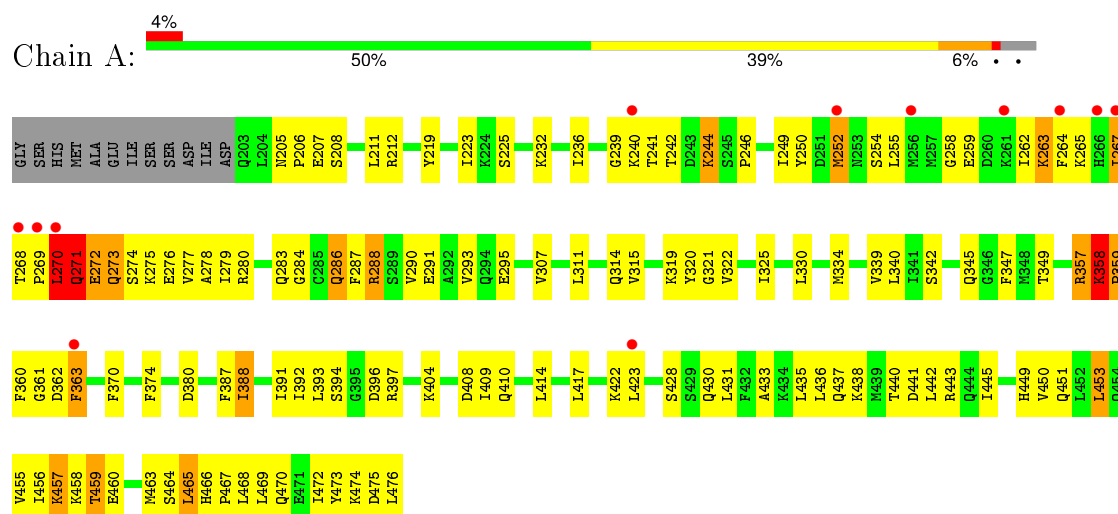 4%
Chain A:
50% 39% 6% • •
GLY SER HIS MET ALA GLU ILE SER SER ASP ILE ASP Q203 L204 N205 P206 E207 S208 L211 R212 Y219 I223 K224 S225 K232 I236 G239 K240 T241 T242 D243 K244 S245 P246 I249 Y250 D251 M252 N253 S254 L255 M256 M257 G258 E259 D260 K261 I262 K263 F264 K265 H266 I267
T268 P269 L270 Q271 E272 Q273 S274 K275 E276 V277 A278 I279 R280 Q283 G284 C285 Q286 F287 R288 S289 V290 E291 A292 V293 Q294 E295 V307 L311 Q314 V315 K319 Y320 G321 V322 I325 L330 M334 V339 L340 I341 S342 Q345 G346 F347 M348 T349 R357 K358 P359
F360 G361 D362 F363 F370 F374 D380 F387 I388 I391 I392 L393 S394 G395 D396 R397 K404 D408 I409 Q410 L414 L417 K422 L423 S428 S429 Q430 L431 F432 A433 K434 L435 L436 Q437 K438 M439 T440 D441 L442 R443 Q444 I445 H449 V450 Q451 L452 L453 Q454
V455 I456 K457 K458 T459 E460 M463 S464 L465 H466 P467 L468 L469 Q470 E471 I472 Y473 K474 D475 L476